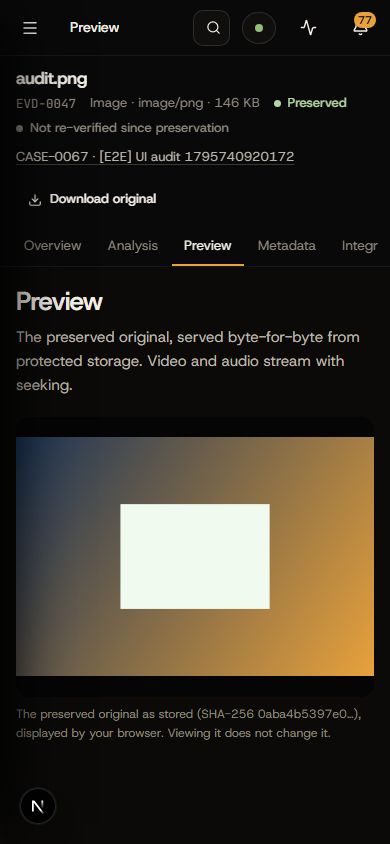 Preview
77
audit.png
EVD-0047 Image · image/png · 146 KB Preserved
Not re-verified since preservation
CASE-0067 · [E2E] UI audit 1795740920172
Download original
Overview Analysis Preview Metadata Integr
Preview
The preserved original, served byte-for-byte from
protected storage. Video and audio stream with
seeking.
The preserved original as stored (SHA-256 0aba4b5397e0…),
displayed by your browser. Viewing it does not change it.
N